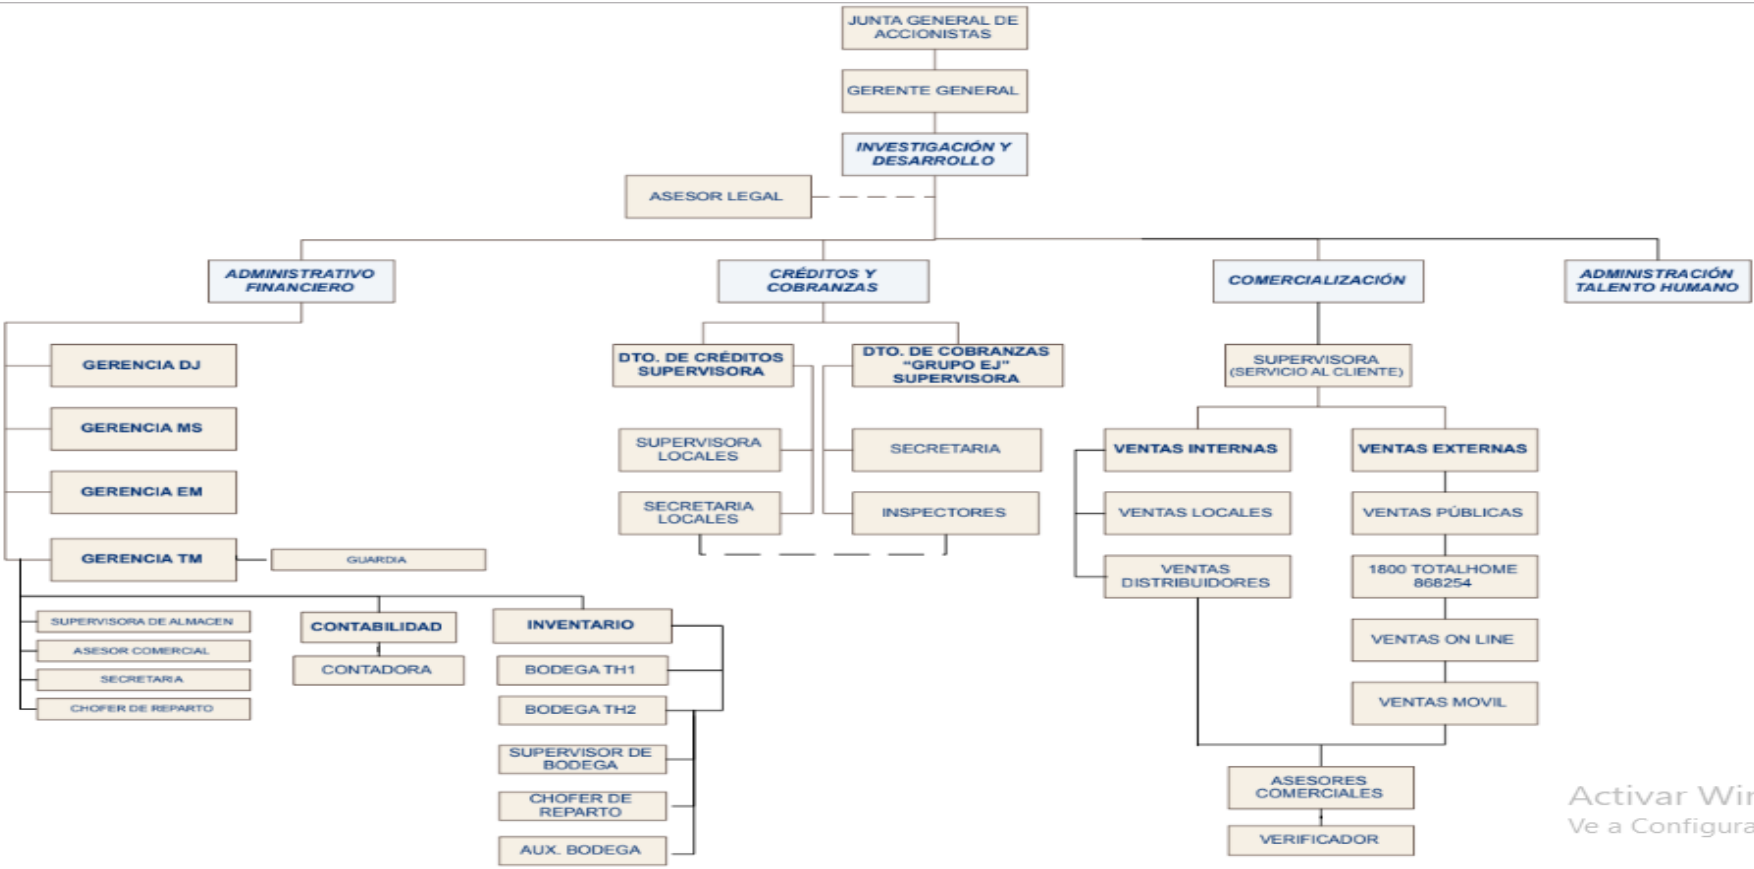 JUNTA GENERAL DE
ACCIONISTAS
GERENTE GENERAL
INVESTIGACIÓN Y
DESARROLLO
ASESOR LEGAL
ADMINISTRATIVO
FINANCIERO
CRÉDITOS Y
COBRANZAS
COMERCIALIZACIÓN
ADMINISTRACIÓN
TALENTO HUMANO
GERENCIA DJ
GERENCIA MS
GERENCIA EM
GERENCIA TM
GUARDIA
SUPERVISORA DE ALMACEN
ASESOR COMERCIAL
SECRETARIA
CHOFER DE REPARTO
CONTABILIDAD
CONTADORA
INVENTARIO
BODEGA TH1
BODEGA TH2
SUPERVISOR DE
BODEGA
CHOFER DE
REPARTO
AUX. BODEGA
DTO. DE CRÉDITOS
SUPERVISORA
SUPERVISORA
LOCALES
SECRETARIA
LOCALES
DTO. DE COBRANZAS
“GRUPO EJ”
SUPERVISORA
SECRETARIA
INSPECTORES
SUPERVISORA
(SERVICIO AL CLIENTE)
VENTAS INTERNAS
VENTAS LOCALES
VENTAS
DISTRIBUIDORES
VENTAS EXTERNAS
VENTAS PÚBLICAS
1800 TOTALHOME
868254
VENTAS ON LINE
VENTAS MOVIL
ASESORES
COMERCIALES
VERIFICADOR
Activar Win
Ve a Configura